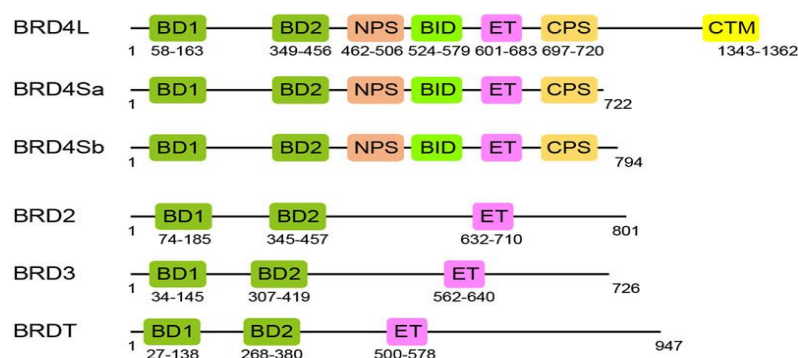 BRD4L BD1 BD2 NPS BID ET CPS CTM
1 58-163 349-456 462-506 524-579 601-683 697-720 1343-1362
BRD4Sa BD1 BD2 NPS BID ET CPS
1 722
BRD4Sb BD1 BD2 NPS BID ET CPS
1 794
BRD2 BD1 BD2 ET
1 74-185 345-457 632-710 801
BRD3 BD1 BD2 ET
1 34-145 307-419 562-640 726
BRDT BD1 BD2 ET
1 27-138 268-380 500-578 947